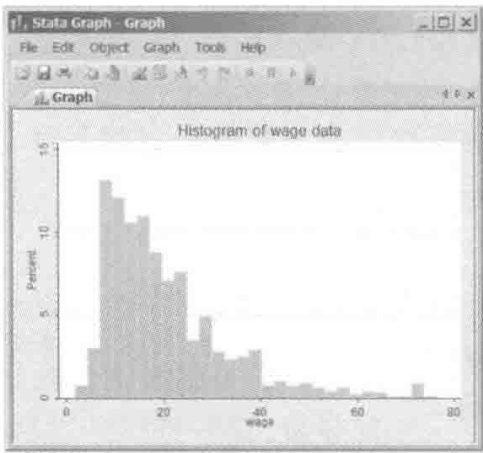 Stata Graph - Graph
File Edit Object Graph Tools Help
Graph
Histogram of wage data
Percent
15
10
5
0
0 20 40 60 80
wage